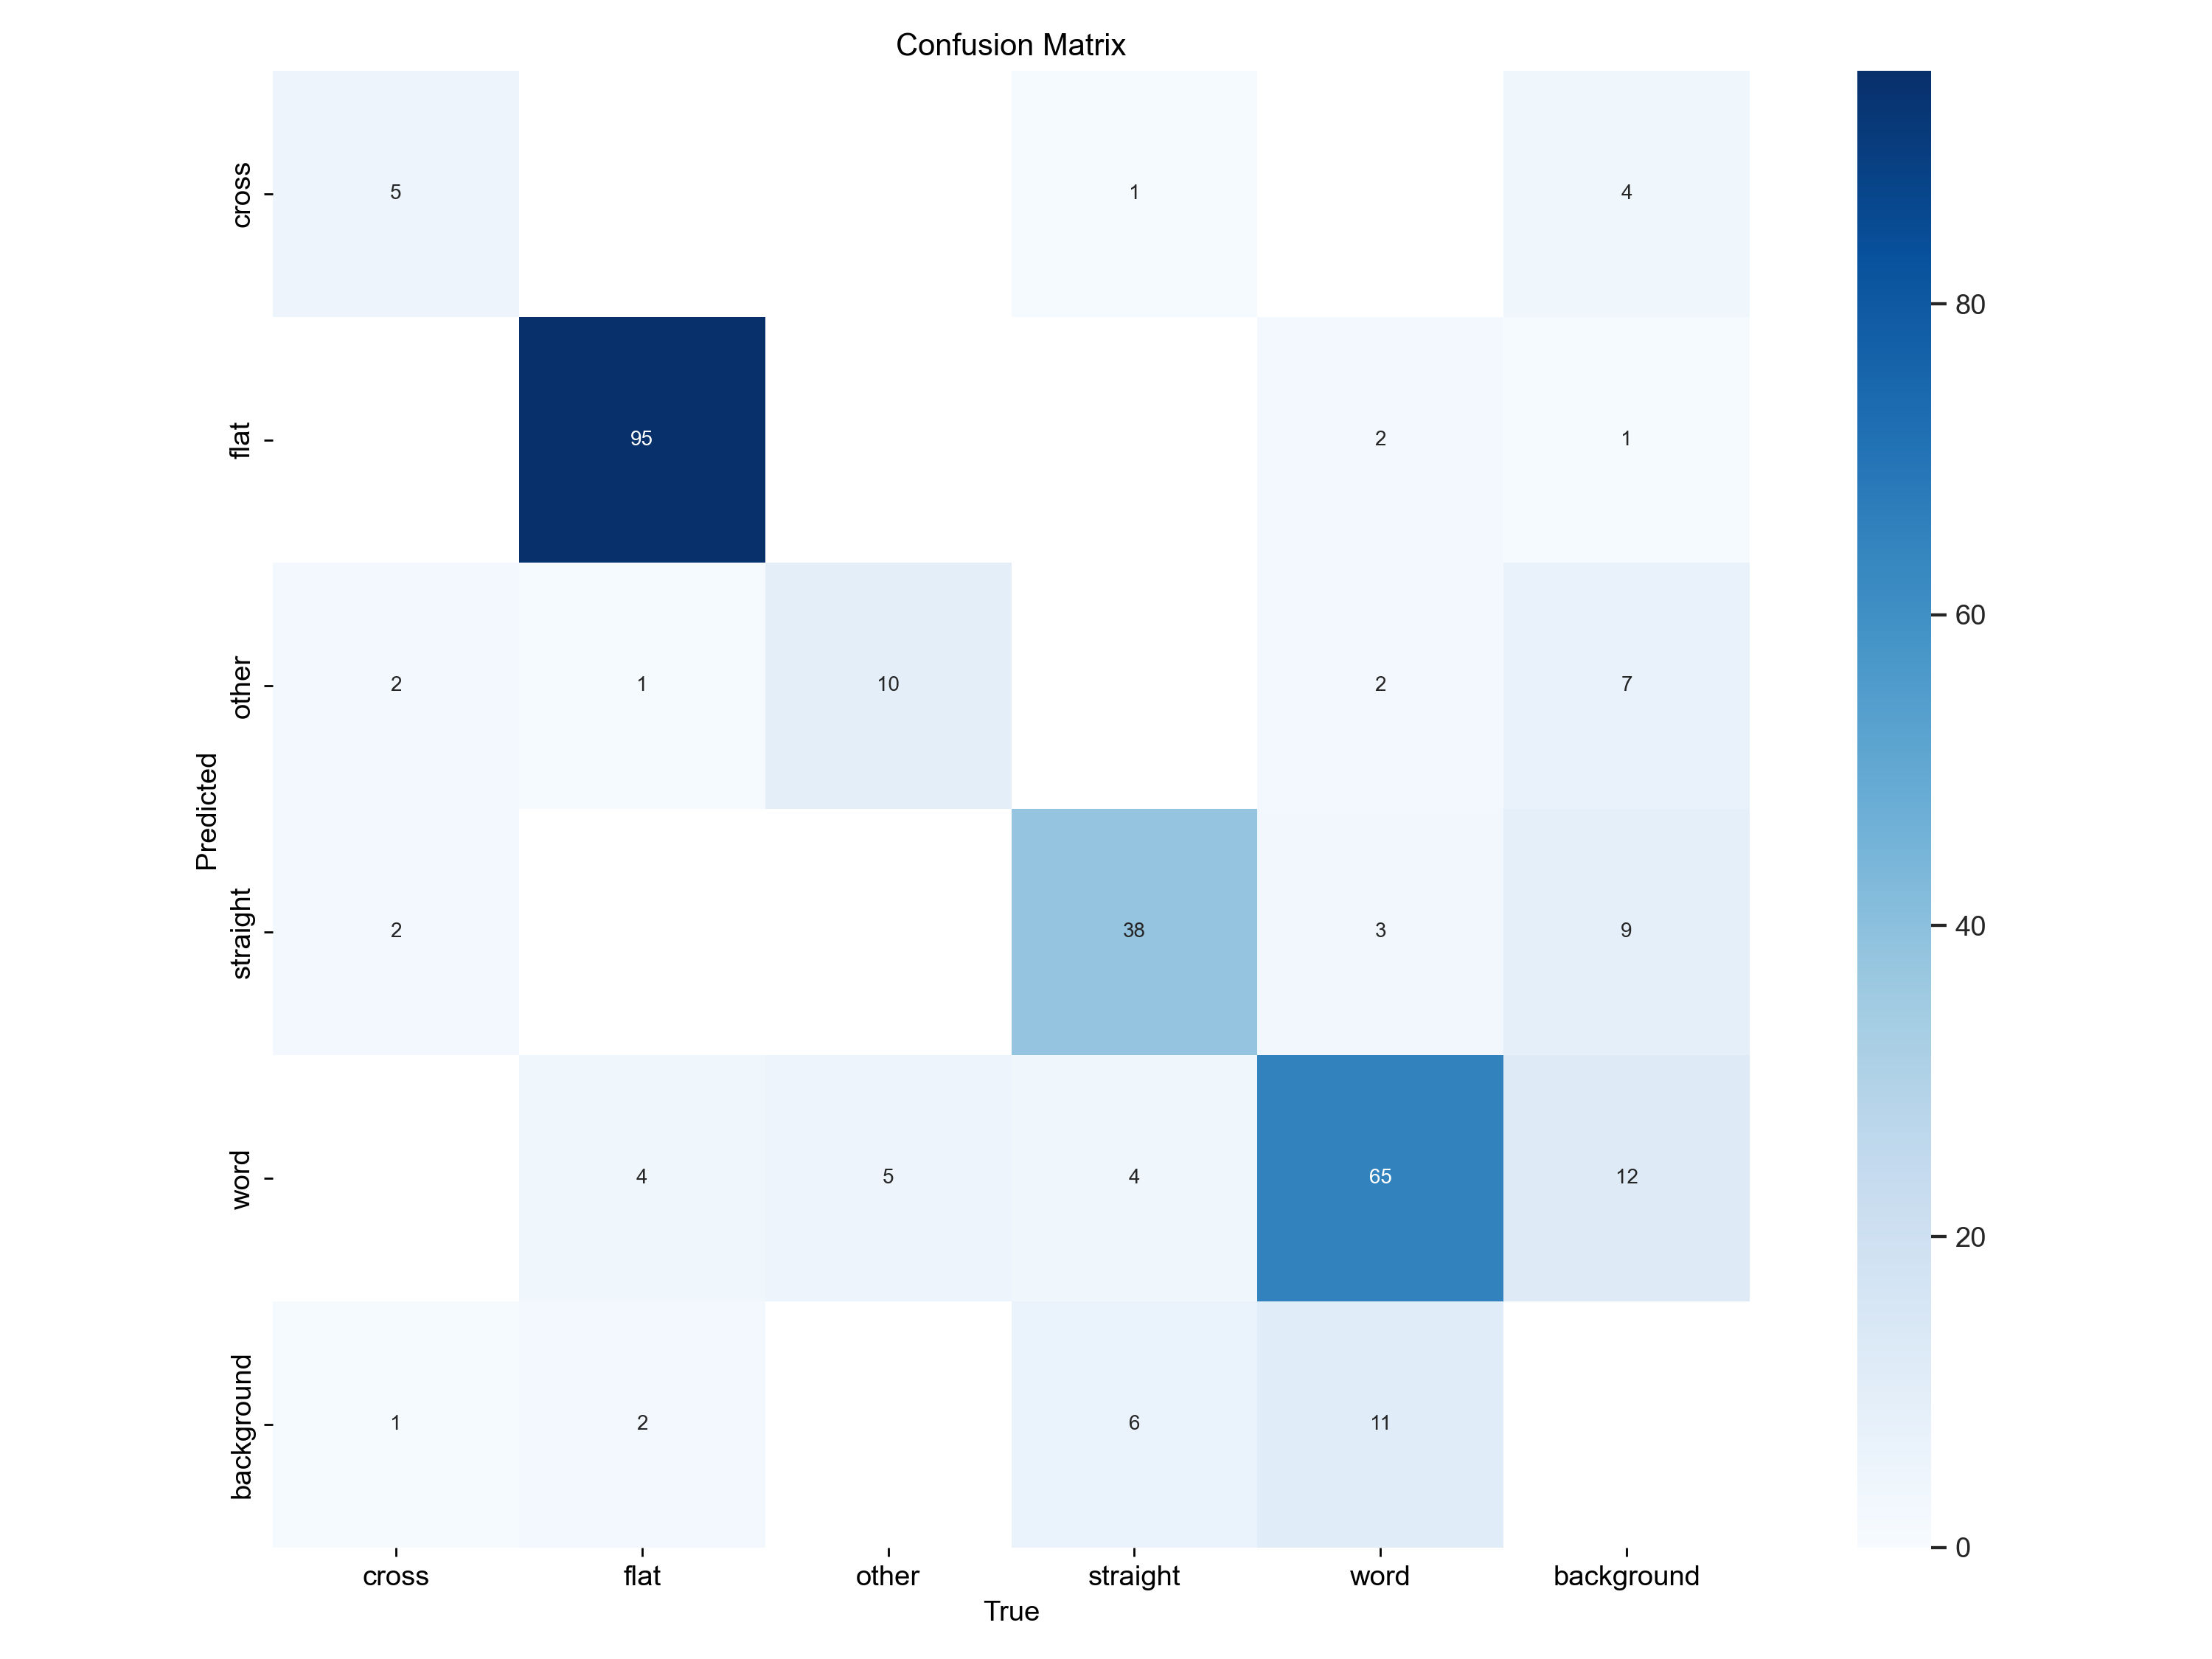 Confusion Matrix
cross 5 1 4
80
flat 95 2 1
60
other 2 1 10 2 7
Predicted
straight 2 38 3 9
40
word 4 5 4 65 12
20
background 1 2 6 11
0
cross flat other straight word background
True